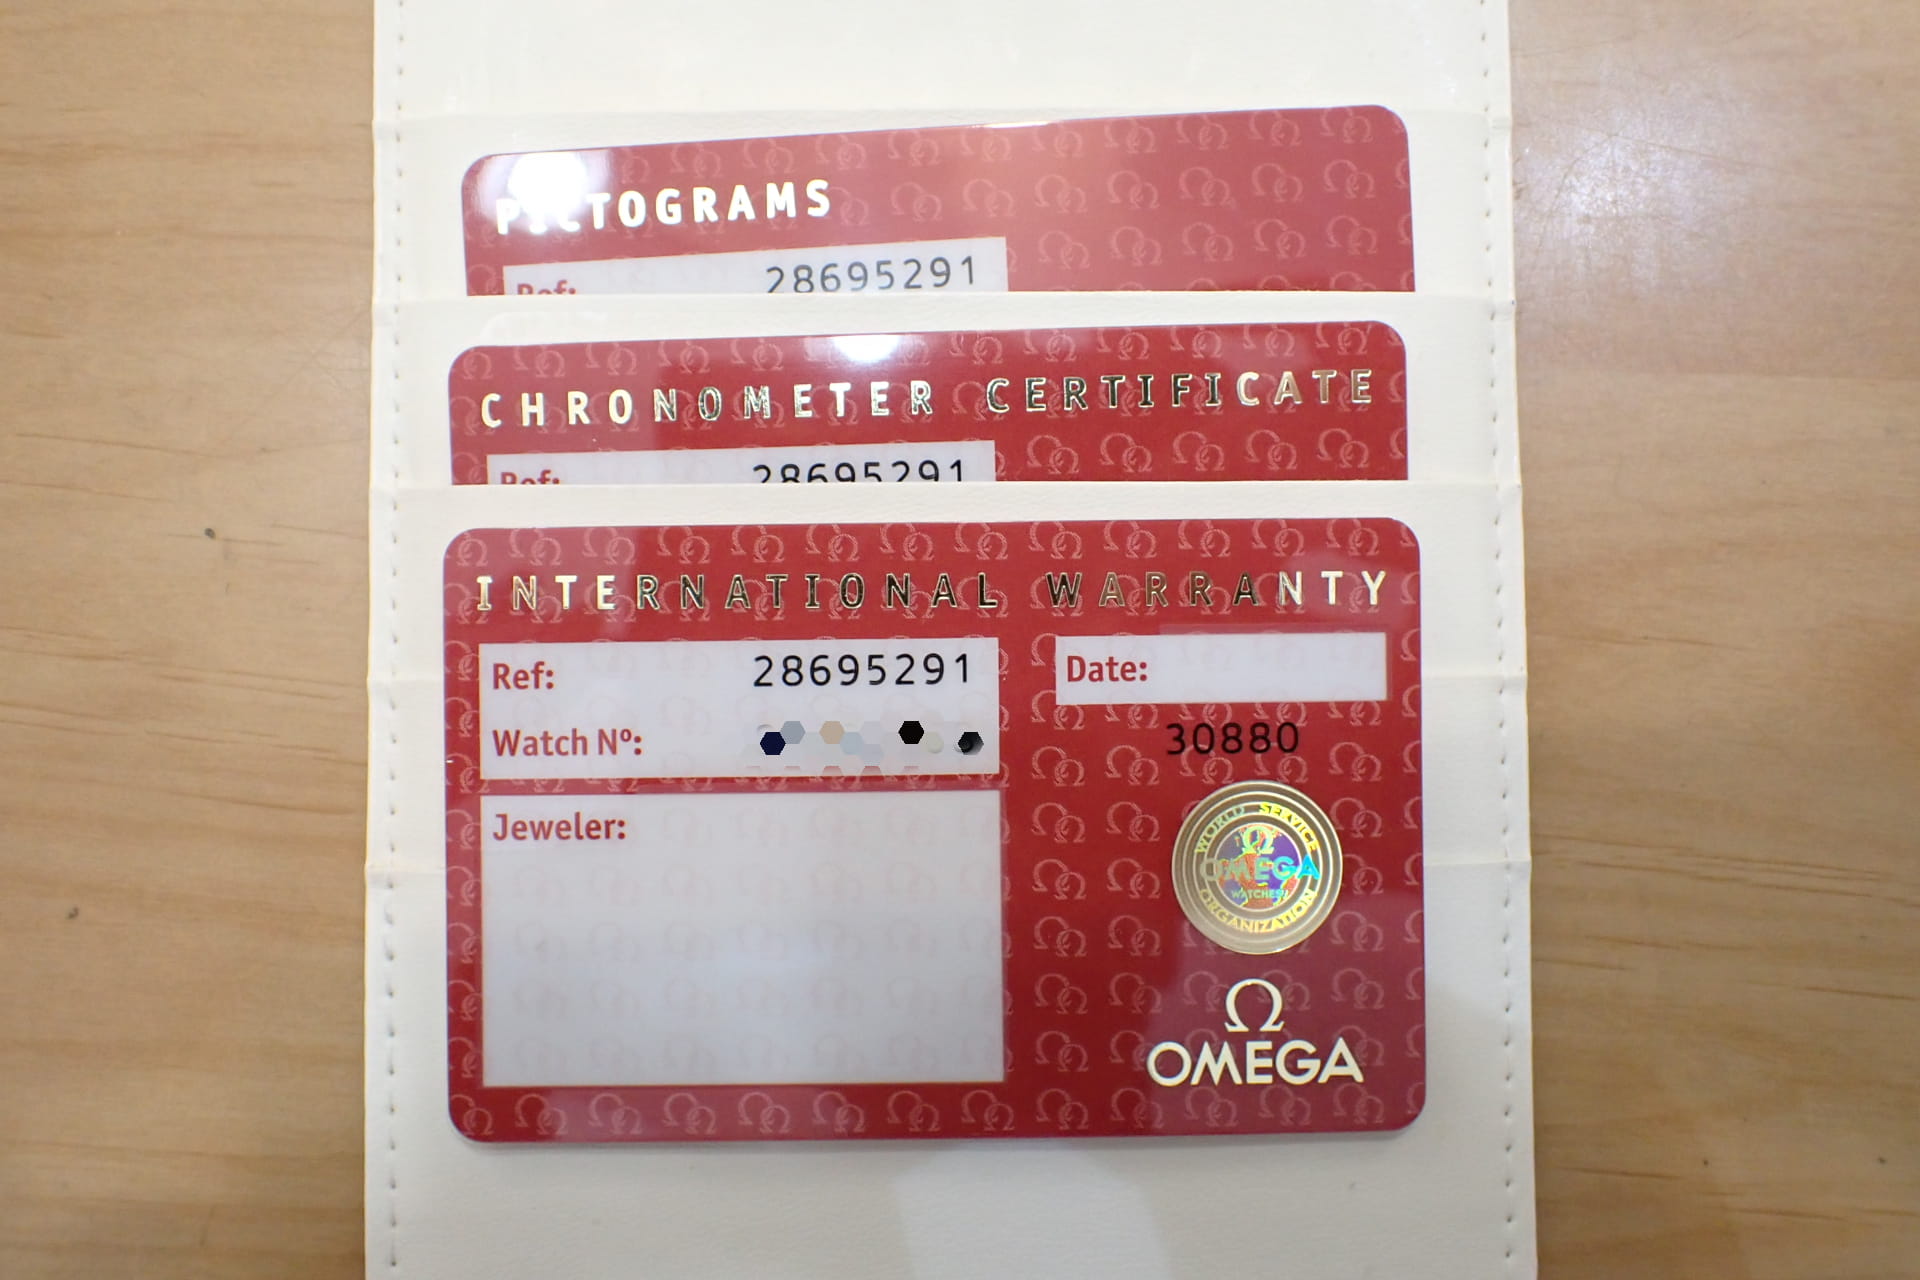 PICTOGRAMS
Ref: 28695291
CHRONOMETER CERTIFICATE
Ref: 28695291
INTERNATIONAL WARRANTY
Ref: 28695291
Date:
Watch Nº:
30880
Jeweler:
WORLD SERVICE
Ω
OMEGA
WATCHES
ORGANIZATION
Ω
OMEGA